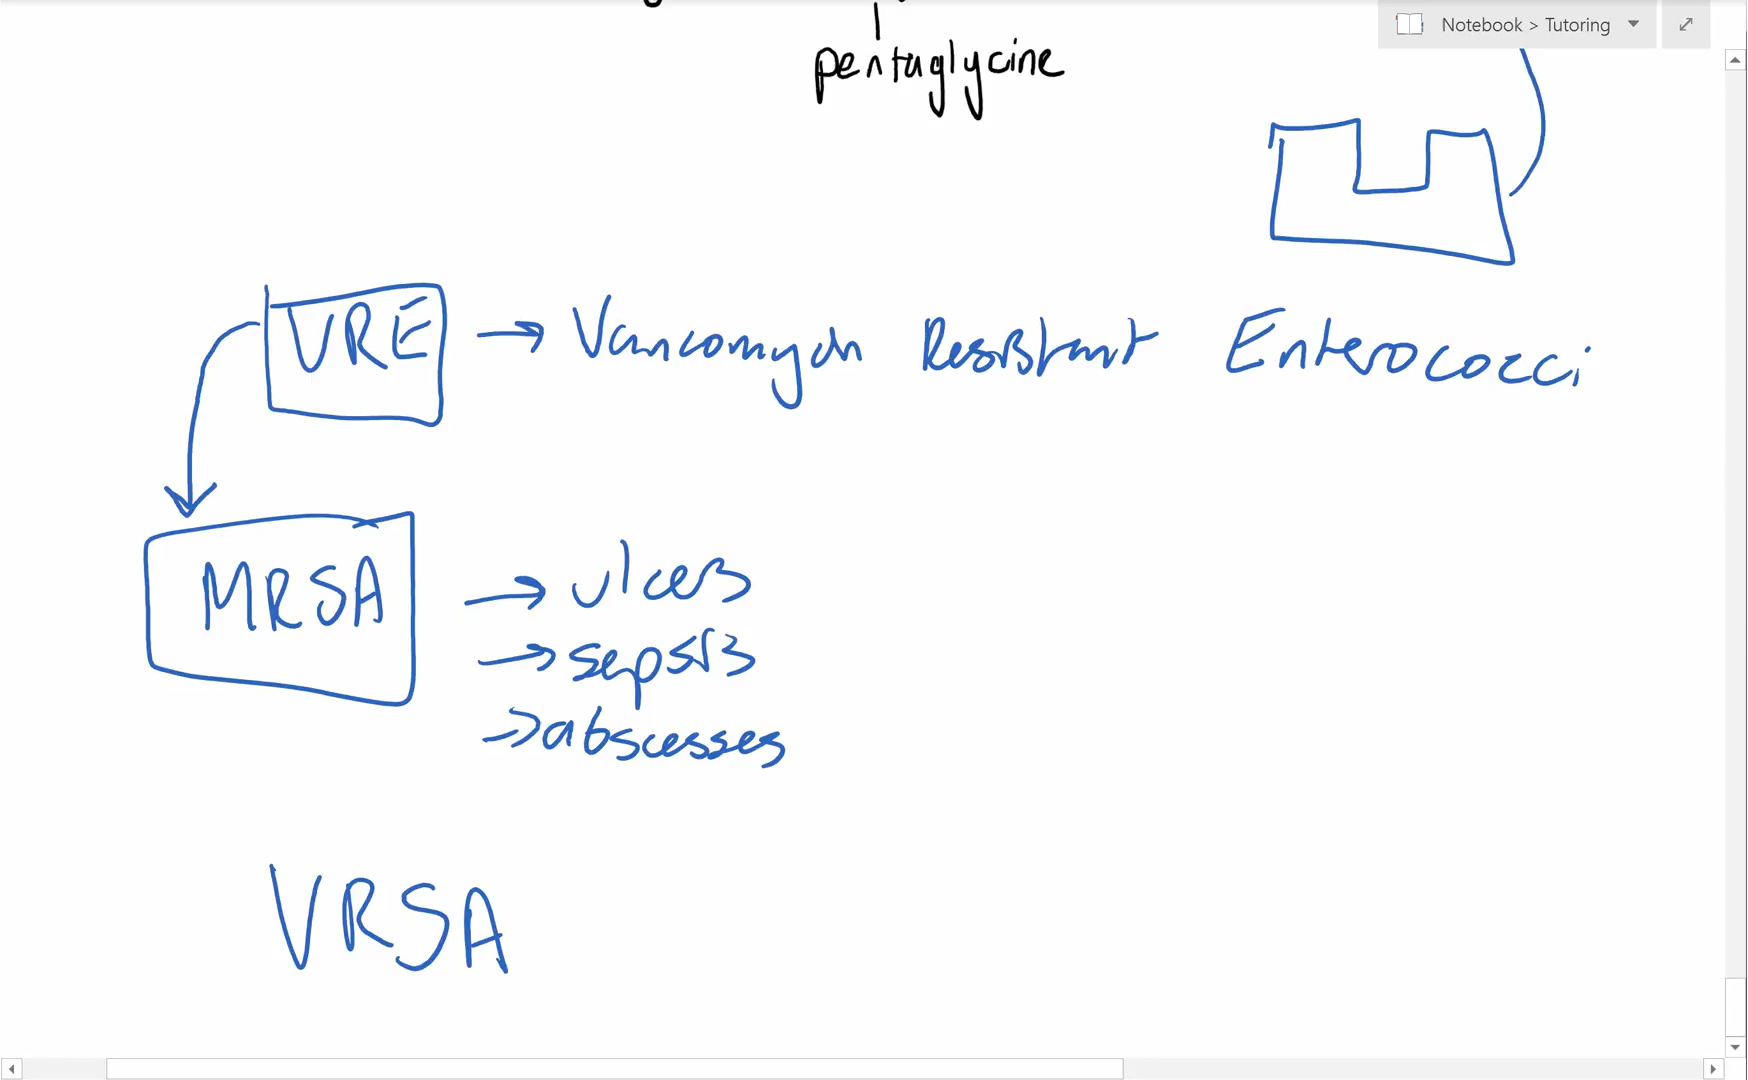 Notebook > Tutoring
pentaglycine
VRE → Vancomycin Resistant Enterococci
MRSA → ulcers
→ sepsis
→ abscesses
VRSA